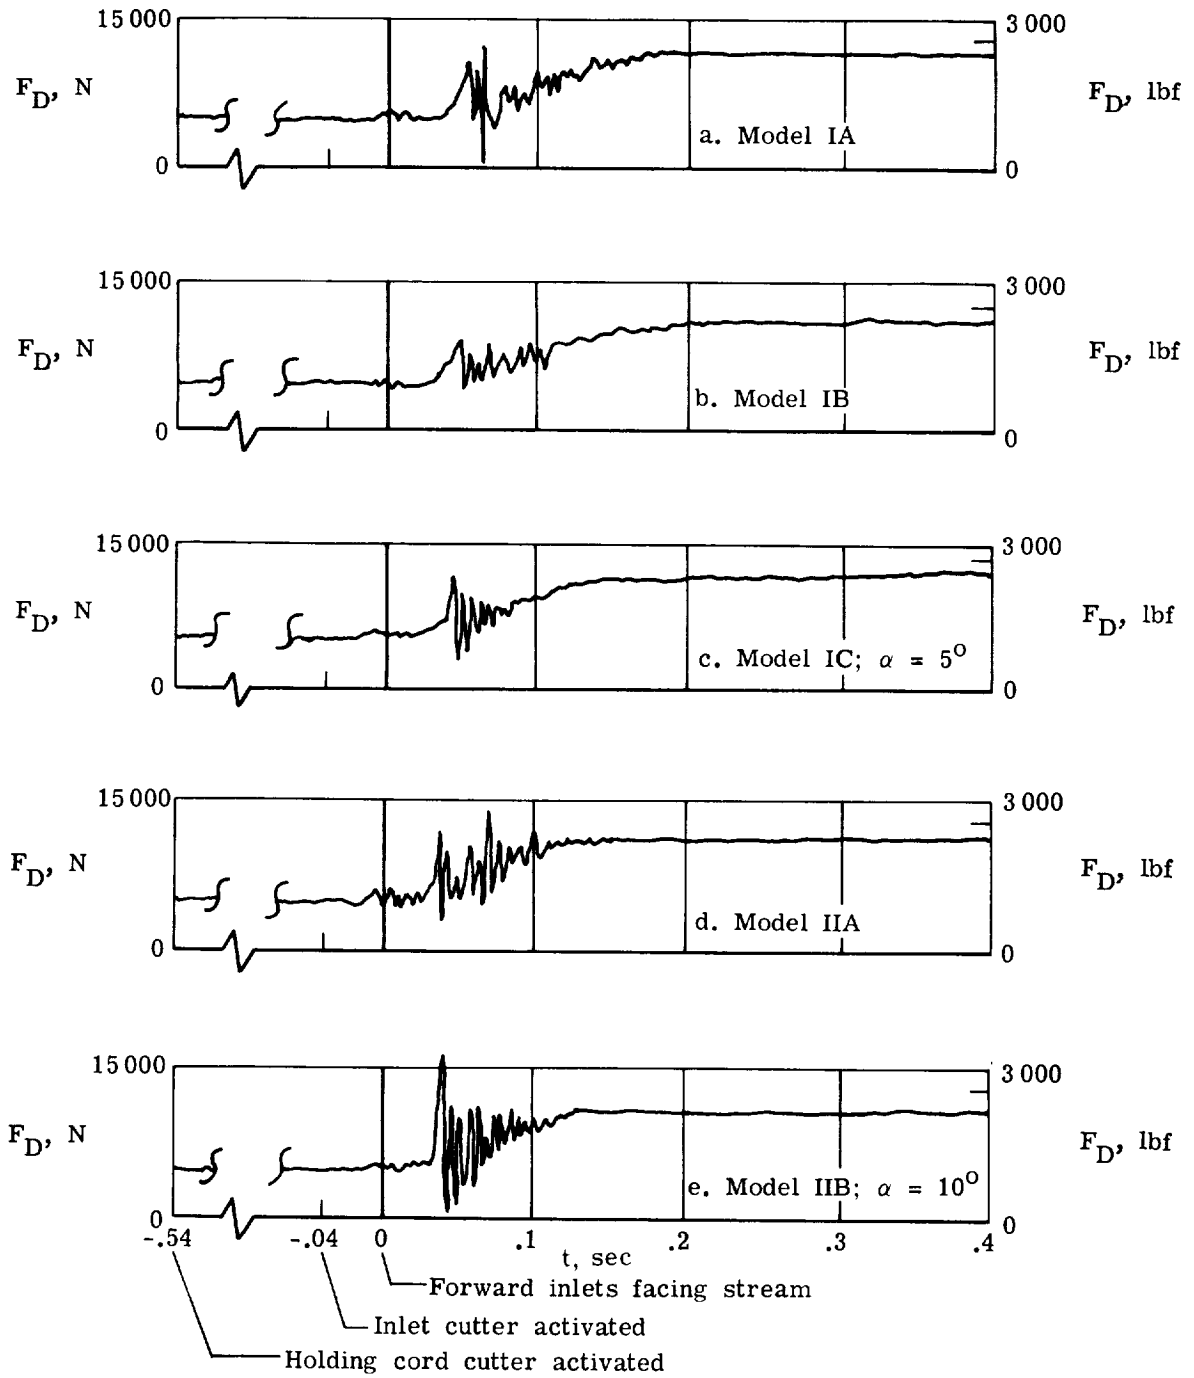 15 000
3 000
F_D, N
F_D, lbf
a. Model IA
0
0
15 000
3 000
F_D, N
F_D, lbf
b. Model IB
0
0
15 000
3 000
F_D, N
F_D, lbf
c. Model IC; α = 5°
0
0
15 000
3 000
F_D, N
F_D, lbf
d. Model IIA
0
0
15 000
3 000
F_D, N
F_D, lbf
e. Model IIB; α = 10°
0
0
-.54 -.04 0 .1 .2 .3 .4
t, sec
Forward inlets facing stream
Inlet cutter activated
Holding cord cutter activated